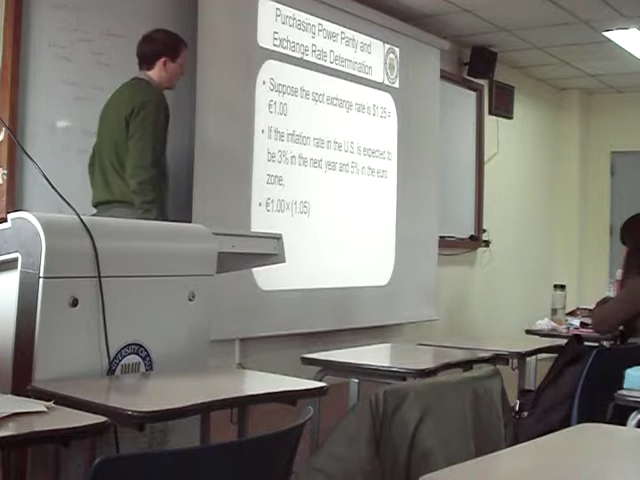 Purchasing Power Parity and
Exchange Rate Determination
• Suppose the spot exchange rate is $1.25 =
€1.00
• If the inflation rate in the U.S. is expected to
be 3% in the next year and 5% in the euro
zone,
• €1.00×(1.05)